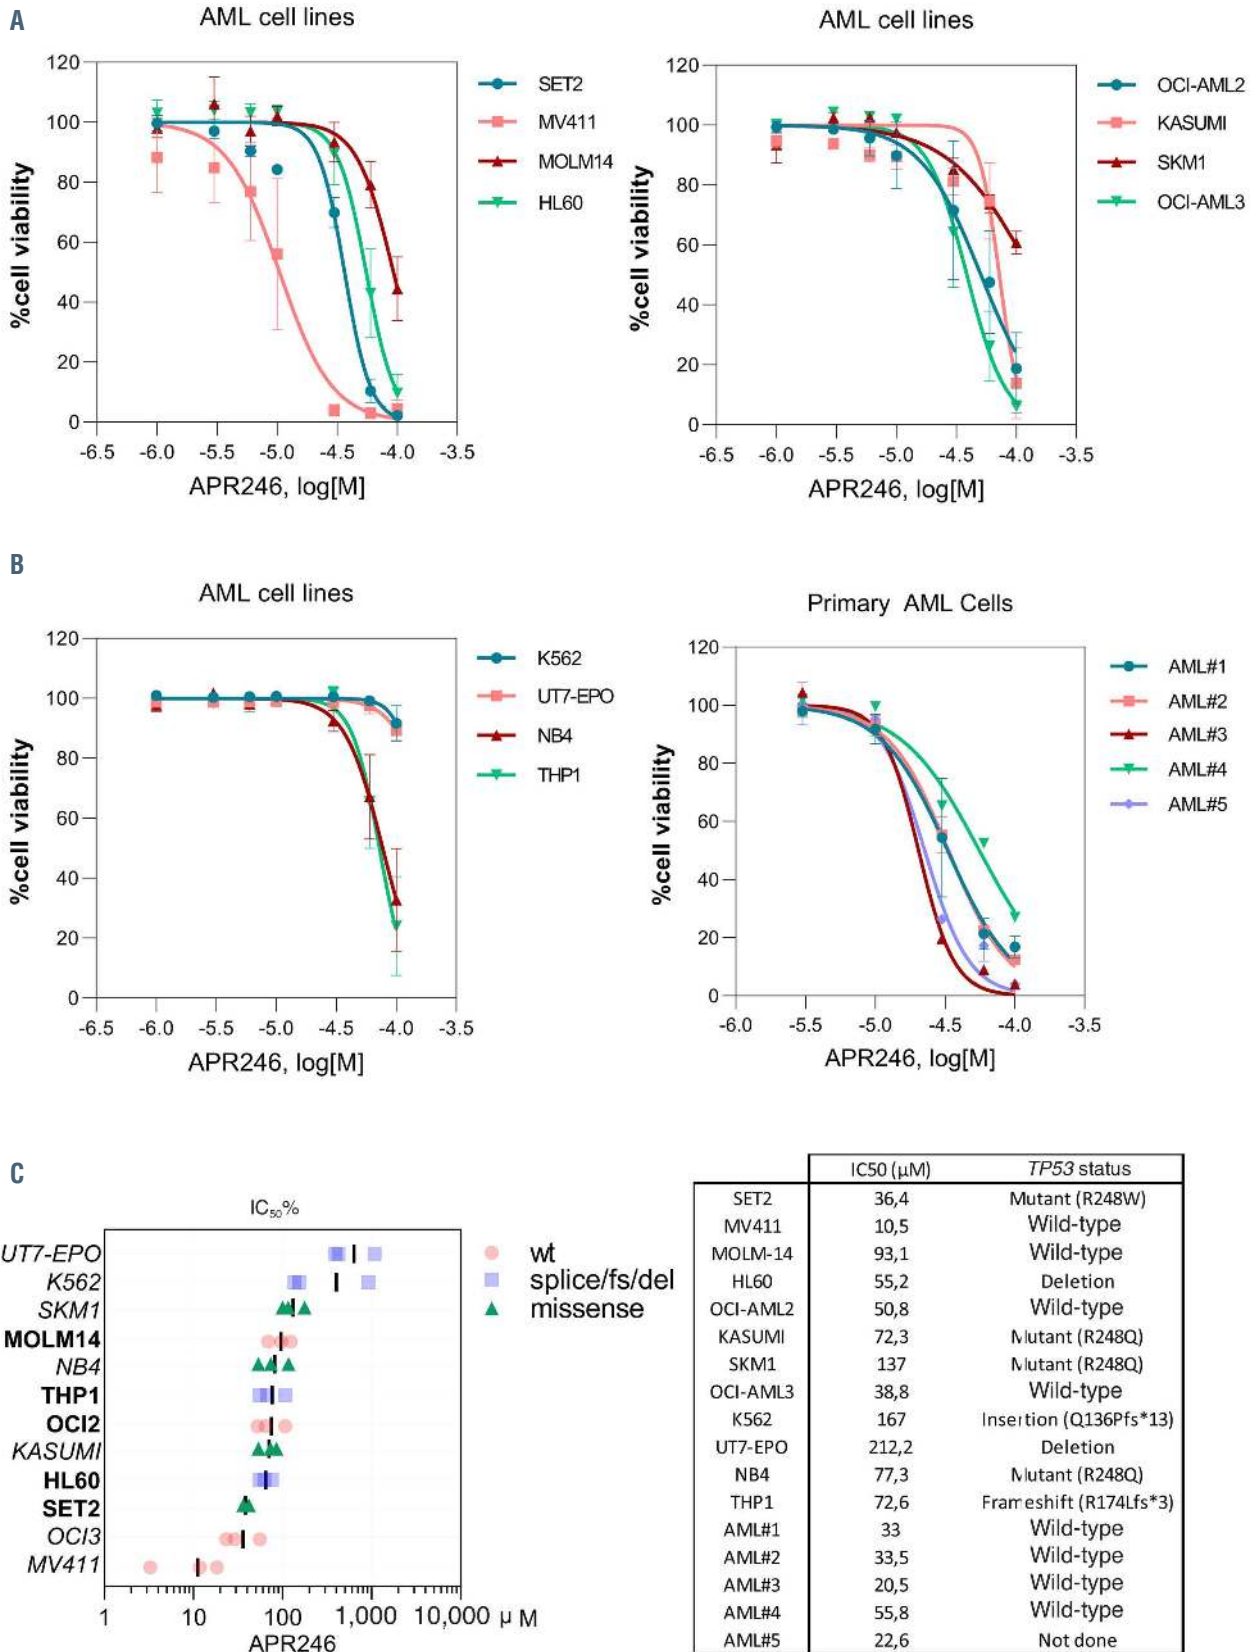 A
AML cell lines
120
100
80
60
40
20
0
%cell viability
-6.5 -6.0 -5.5 -5.0 -4.5 -4.0 -3.5
APR246, log[M]
SET2
MV411
MOLM14
HL60
AML cell lines
120
100
80
60
40
20
0
%cell viability
-6.5 -6.0 -5.5 -5.0 -4.5 -4.0 -3.5
APR246, log[M]
OCI-AML2
KASUMI
SKM1
OCI-AML3
B
AML cell lines
120
100
80
60
40
20
0
%cell viability
-6.5 -6.0 -5.5 -5.0 -4.5 -4.0 -3.5
APR246, log[M]
K562
UT7-EPO
NB4
THP1
Primary AML Cells
120
100
80
60
40
20
0
%cell viability
-6.0 -5.5 -5.0 -4.5 -4.0 -3.5
APR246, log[M]
AML#1
AML#2
AML#3
AML#4
AML#5
C
IC50%
UT7-EPO
K562
SKM1
MOLM14
NB4
THP1
OCI2
KASUMI
HL60
SET2
OCI3
MV411
1 10 100 1,000 10,000 μ M
APR246
wt
splice/fs/del
missense
IC50 (μM) TP53 status
SET2 36,4 Mutant (R248W)
MV411 10,5 Wild-type
MOLM-14 93,1 Wild-type
HL60 55,2 Deletion
OCI-AML2 50,8 Wild-type
KASUMI 72,3 Mutant (R248Q)
SKM1 137 Mutant (R248Q)
OCI-AML3 38,8 Wild-type
K562 167 Insertion (Q136Pfs*13)
UT7-EPO 212,2 Deletion
NB4 77,3 Mutant (R248Q)
THP1 72,6 Frameshift (R174Lfs*3)
AML#1 33 Wild-type
AML#2 33,5 Wild-type
AML#3 20,5 Wild-type
AML#4 55,8 Wild-type
AML#5 22,6 Not done